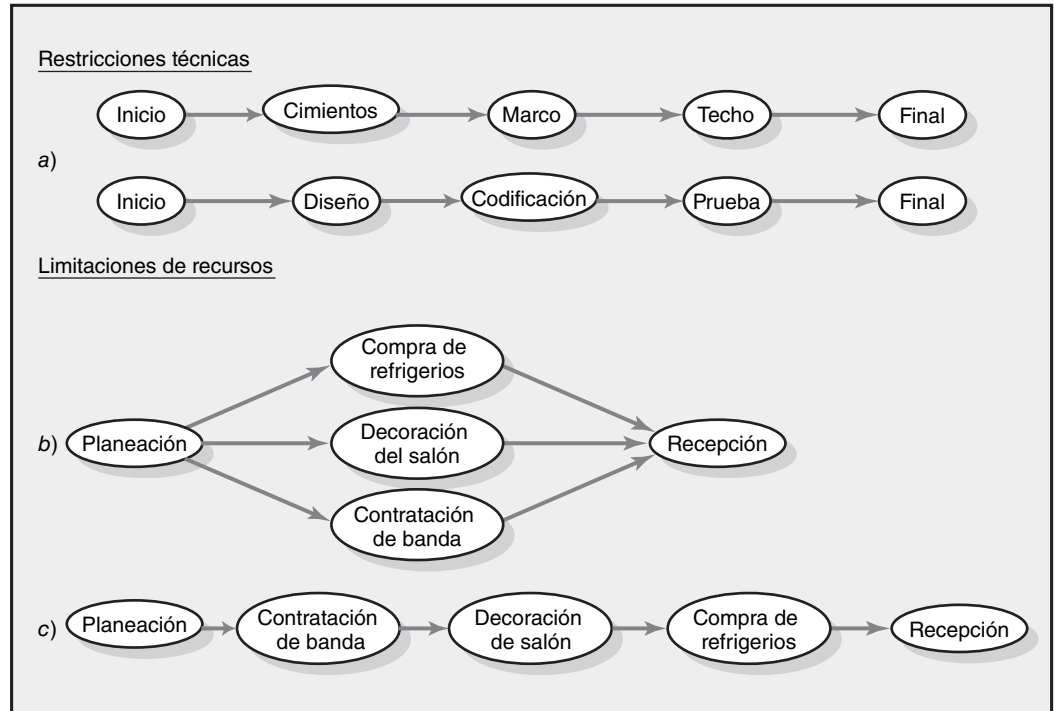 Restricciones técnicas
Inicio
Cimientos
Marco
Techo
Final
a)
Inicio
Diseño
Codificación
Prueba
Final
Limitaciones de recursos
Compra de
refrigerios
b)
Planeación
Decoración
del salón
Recepción
Contratación
de banda
c)
Planeación
Contratación
de banda
Decoración
de salón
Compra de
refrigerios
Recepción